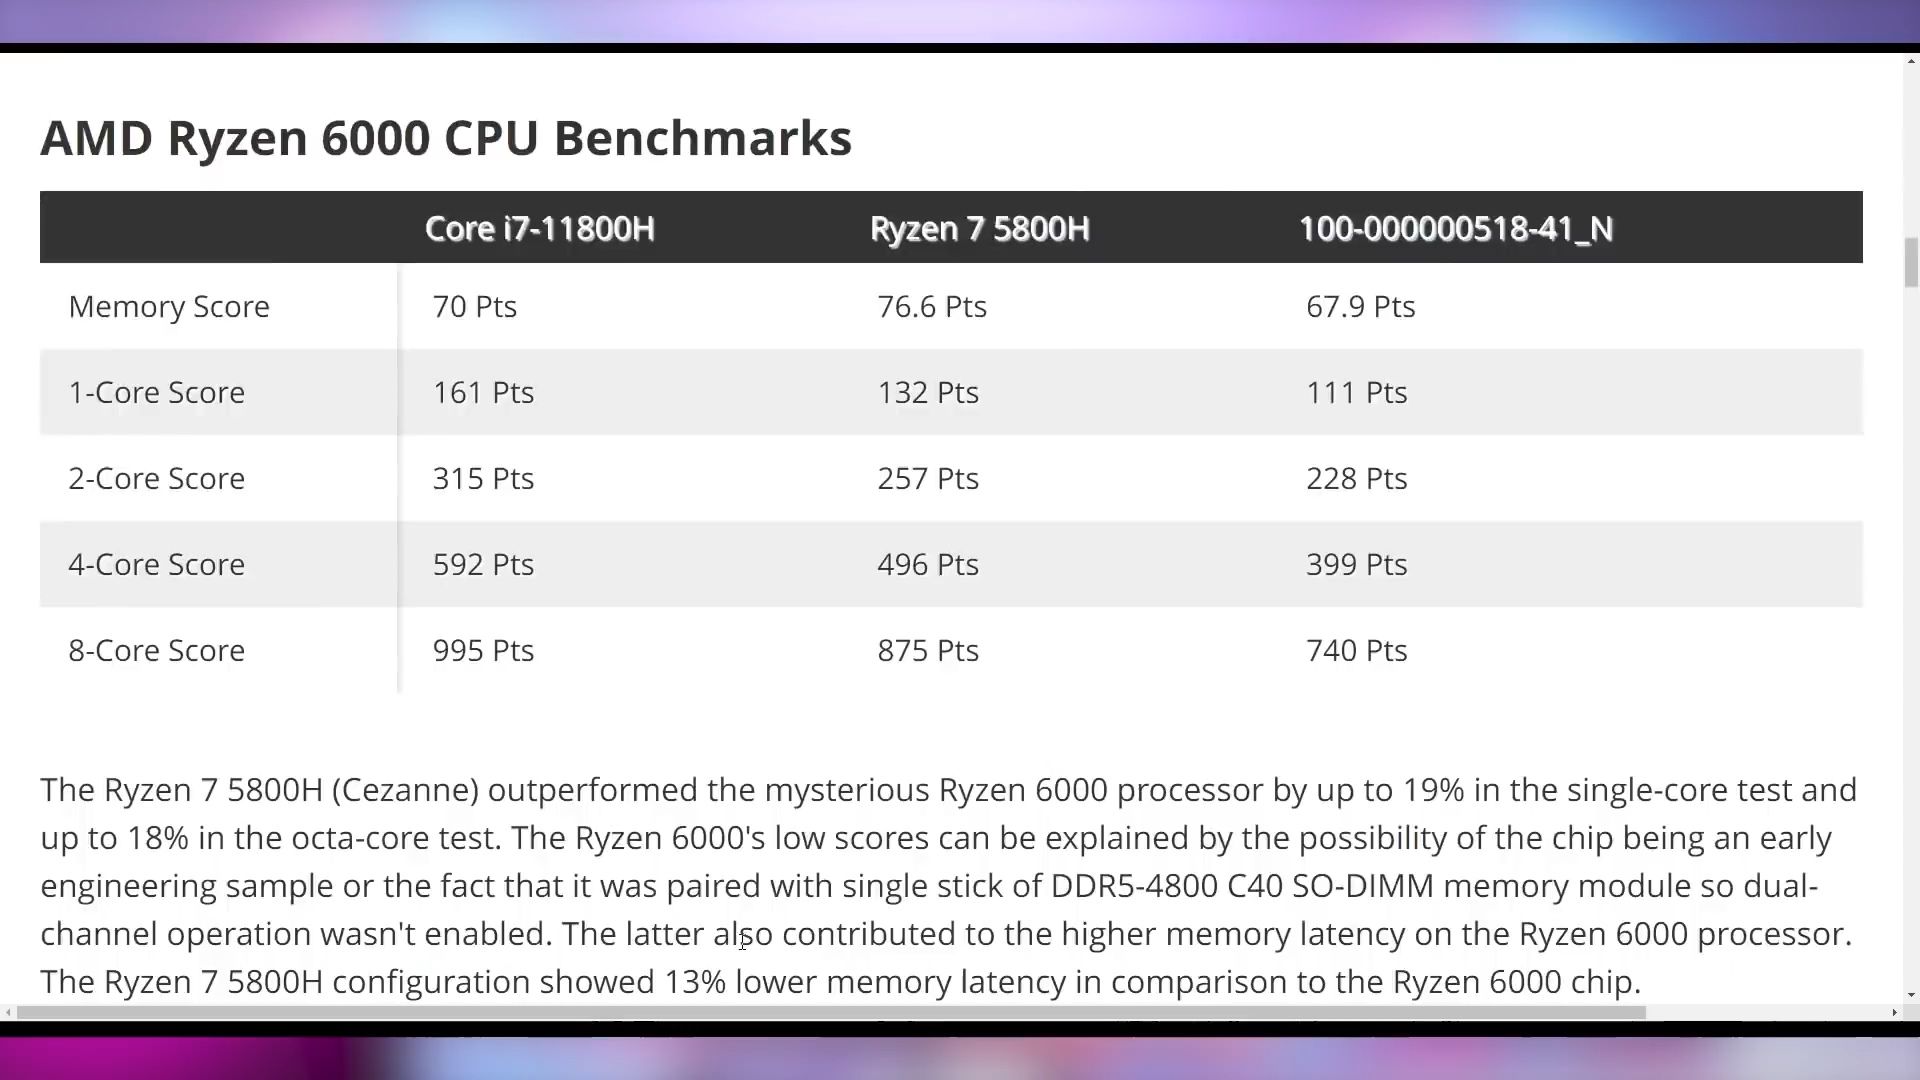 AMD Ryzen 6000 CPU Benchmarks
Core i7-11800H Ryzen 7 5800H 100-000000518-41_N
Memory Score 70 Pts 76.6 Pts 67.9 Pts
1-Core Score 161 Pts 132 Pts 111 Pts
2-Core Score 315 Pts 257 Pts 228 Pts
4-Core Score 592 Pts 496 Pts 399 Pts
8-Core Score 995 Pts 875 Pts 740 Pts
The Ryzen 7 5800H (Cezanne) outperformed the mysterious Ryzen 6000 processor by up to 19% in the single-core test and
up to 18% in the octa-core test. The Ryzen 6000's low scores can be explained by the possibility of the chip being an early
engineering sample or the fact that it was paired with single stick of DDR5-4800 C40 SO-DIMM memory module so dual-
channel operation wasn't enabled. The latter also contributed to the higher memory latency on the Ryzen 6000 processor.
The Ryzen 7 5800H configuration showed 13% lower memory latency in comparison to the Ryzen 6000 chip.